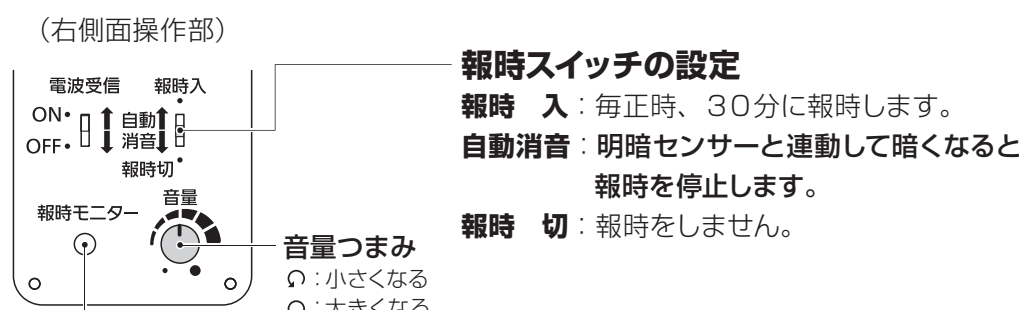 （右側面操作部）
電波受信
報時入
ON
OFF
自動
消音
報時切
音量
報時モニター
報時スイッチの設定
報時　入：毎正時、３０分に報時します。
自動消音：明暗センサーと連動して暗くなると
報時を停止します。
報時　切：報時をしません。
音量つまみ
：小さくなる
：大きくなる